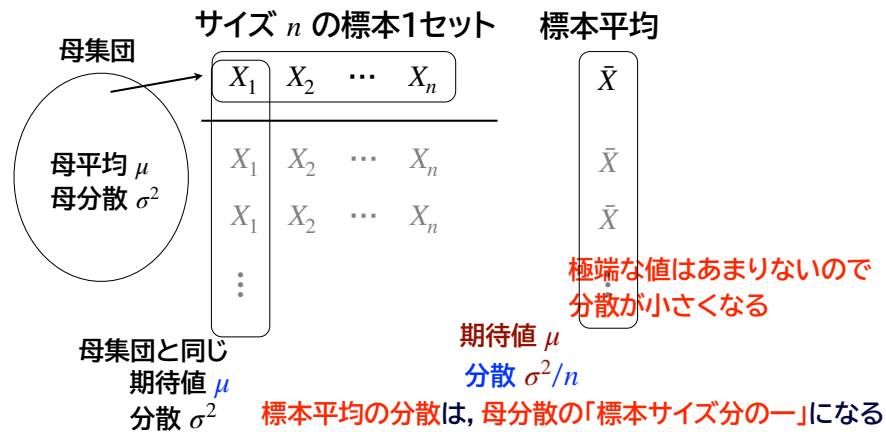 サイズ n の標本1セット
標本平均
母集団
X₁ X₂ ⋯ Xₙ
X̄
母平均 μ
母分散 σ²
X₁ X₂ ⋯ Xₙ
X̄
X₁ X₂ ⋯ Xₙ
X̄
⋮
⋮
極端な値はあまりないので
分散が小さくなる
母集団と同じ
期待値 μ
分散 σ²
期待値 μ
分散 σ²/n
標本平均の分散は, 母分散の「標本サイズ分の一」になる